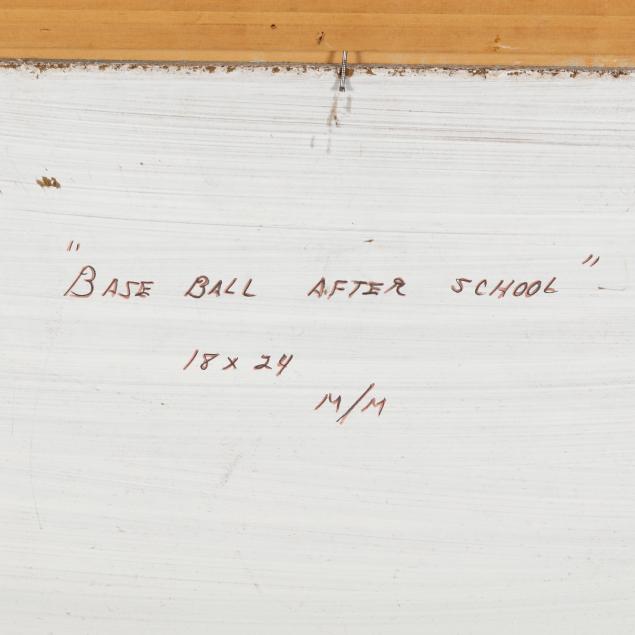 "BASE BALL AFTER SCHOOL"
18 x 24
M/M